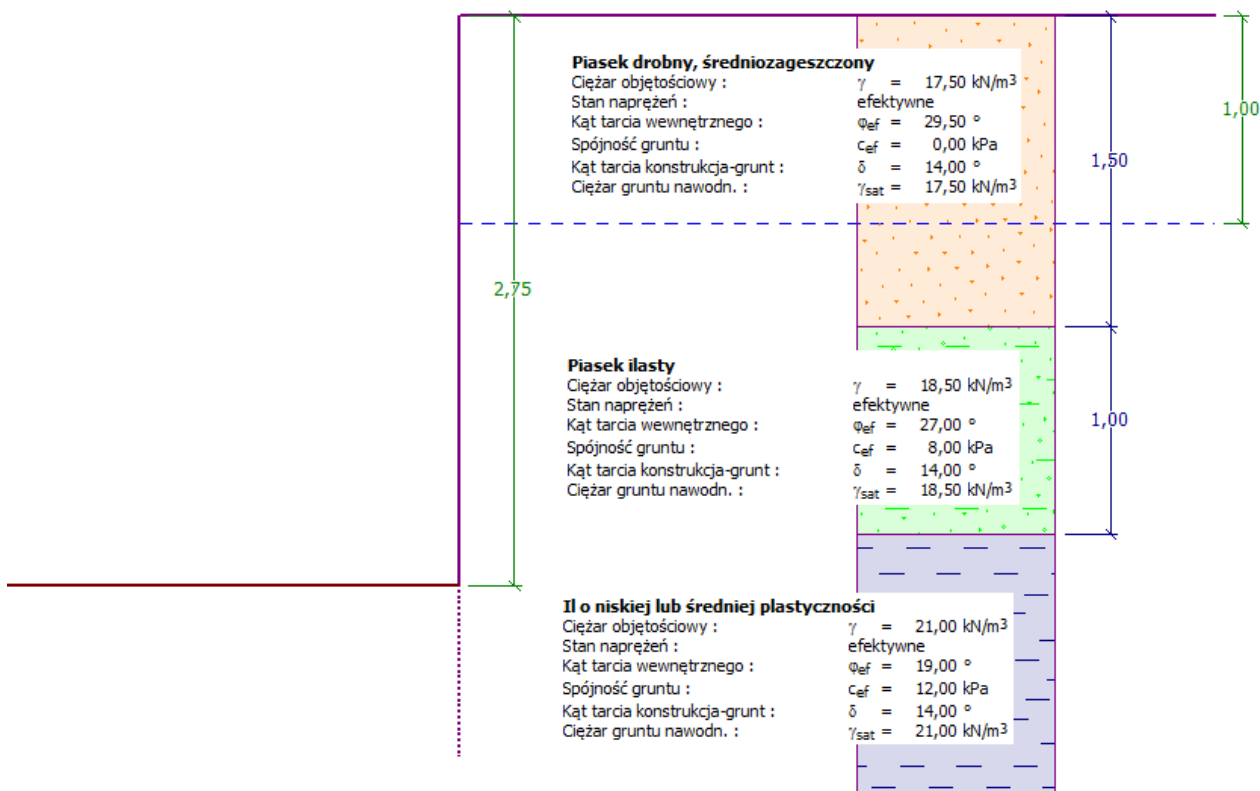 Piasek drobny, średniozagęszczony
Ciężar objętościowy : γ = 17,50 kN/m³
Stan naprężeń : efektywne
Kąt tarcia wewnętrznego : φef = 29,50 °
Spójność gruntu : cef = 0,00 kPa
Kąt tarcia konstrukcja-grunt : δ = 14,00 °
Ciężar gruntu nawodn. : γsat = 17,50 kN/m³
1,00
1,50
2,75
Piasek ilasty
Ciężar objętościowy : γ = 18,50 kN/m³
Stan naprężeń : efektywne
Kąt tarcia wewnętrznego : φef = 27,00 °
Spójność gruntu : cef = 8,00 kPa
Kąt tarcia konstrukcja-grunt : δ = 14,00 °
Ciężar gruntu nawodn. : γsat = 18,50 kN/m³
1,00
Ił o niskiej lub średniej plastyczności
Ciężar objętościowy : γ = 21,00 kN/m³
Stan naprężeń : efektywne
Kąt tarcia wewnętrznego : φef = 19,00 °
Spójność gruntu : cef = 12,00 kPa
Kąt tarcia konstrukcja-grunt : δ = 14,00 °
Ciężar gruntu nawodn. : γsat = 21,00 kN/m³